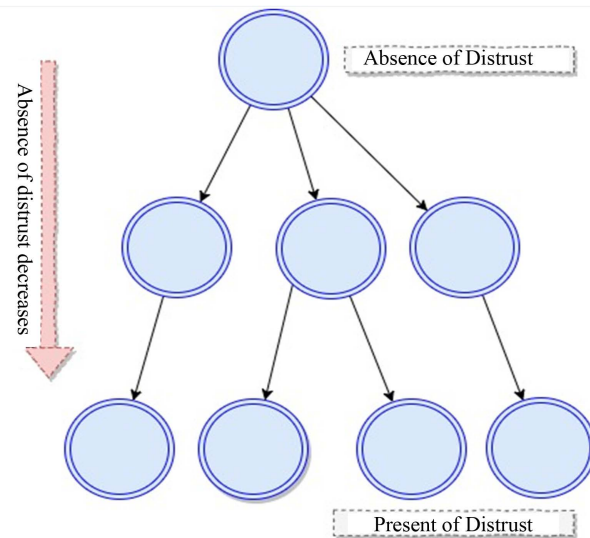 Absence of Distrust
Absence of distrust decreases
Present of Distrust